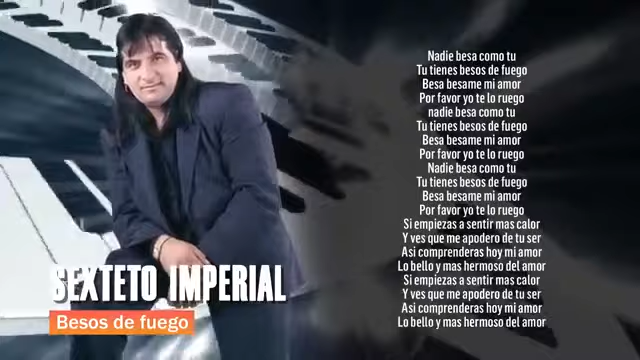 SEXTETO IMPERIAL
Besos de fuego
Nadie besa como tu
Tu tienes besos de fuego
Besa besame mi amor
Por favor yo te lo ruego
nadie besa como tu
Tu tienes besos de fuego
Besa besame mi amor
Por favor yo te lo ruego
Nadie besa como tu
Tu tienes besos de fuego
Besa besame mi amor
Por favor yo te lo ruego
Si empiezas a sentir mas calor
Y ves que me apodero de tu ser
Asi comprenderas hoy mi amor
Lo bello y mas hermoso del amor
Si empiezas a sentir mas calor
Y ves que me apodero de tu ser
Asi comprenderas hoy mi amor
Lo bello y mas hermoso del amor